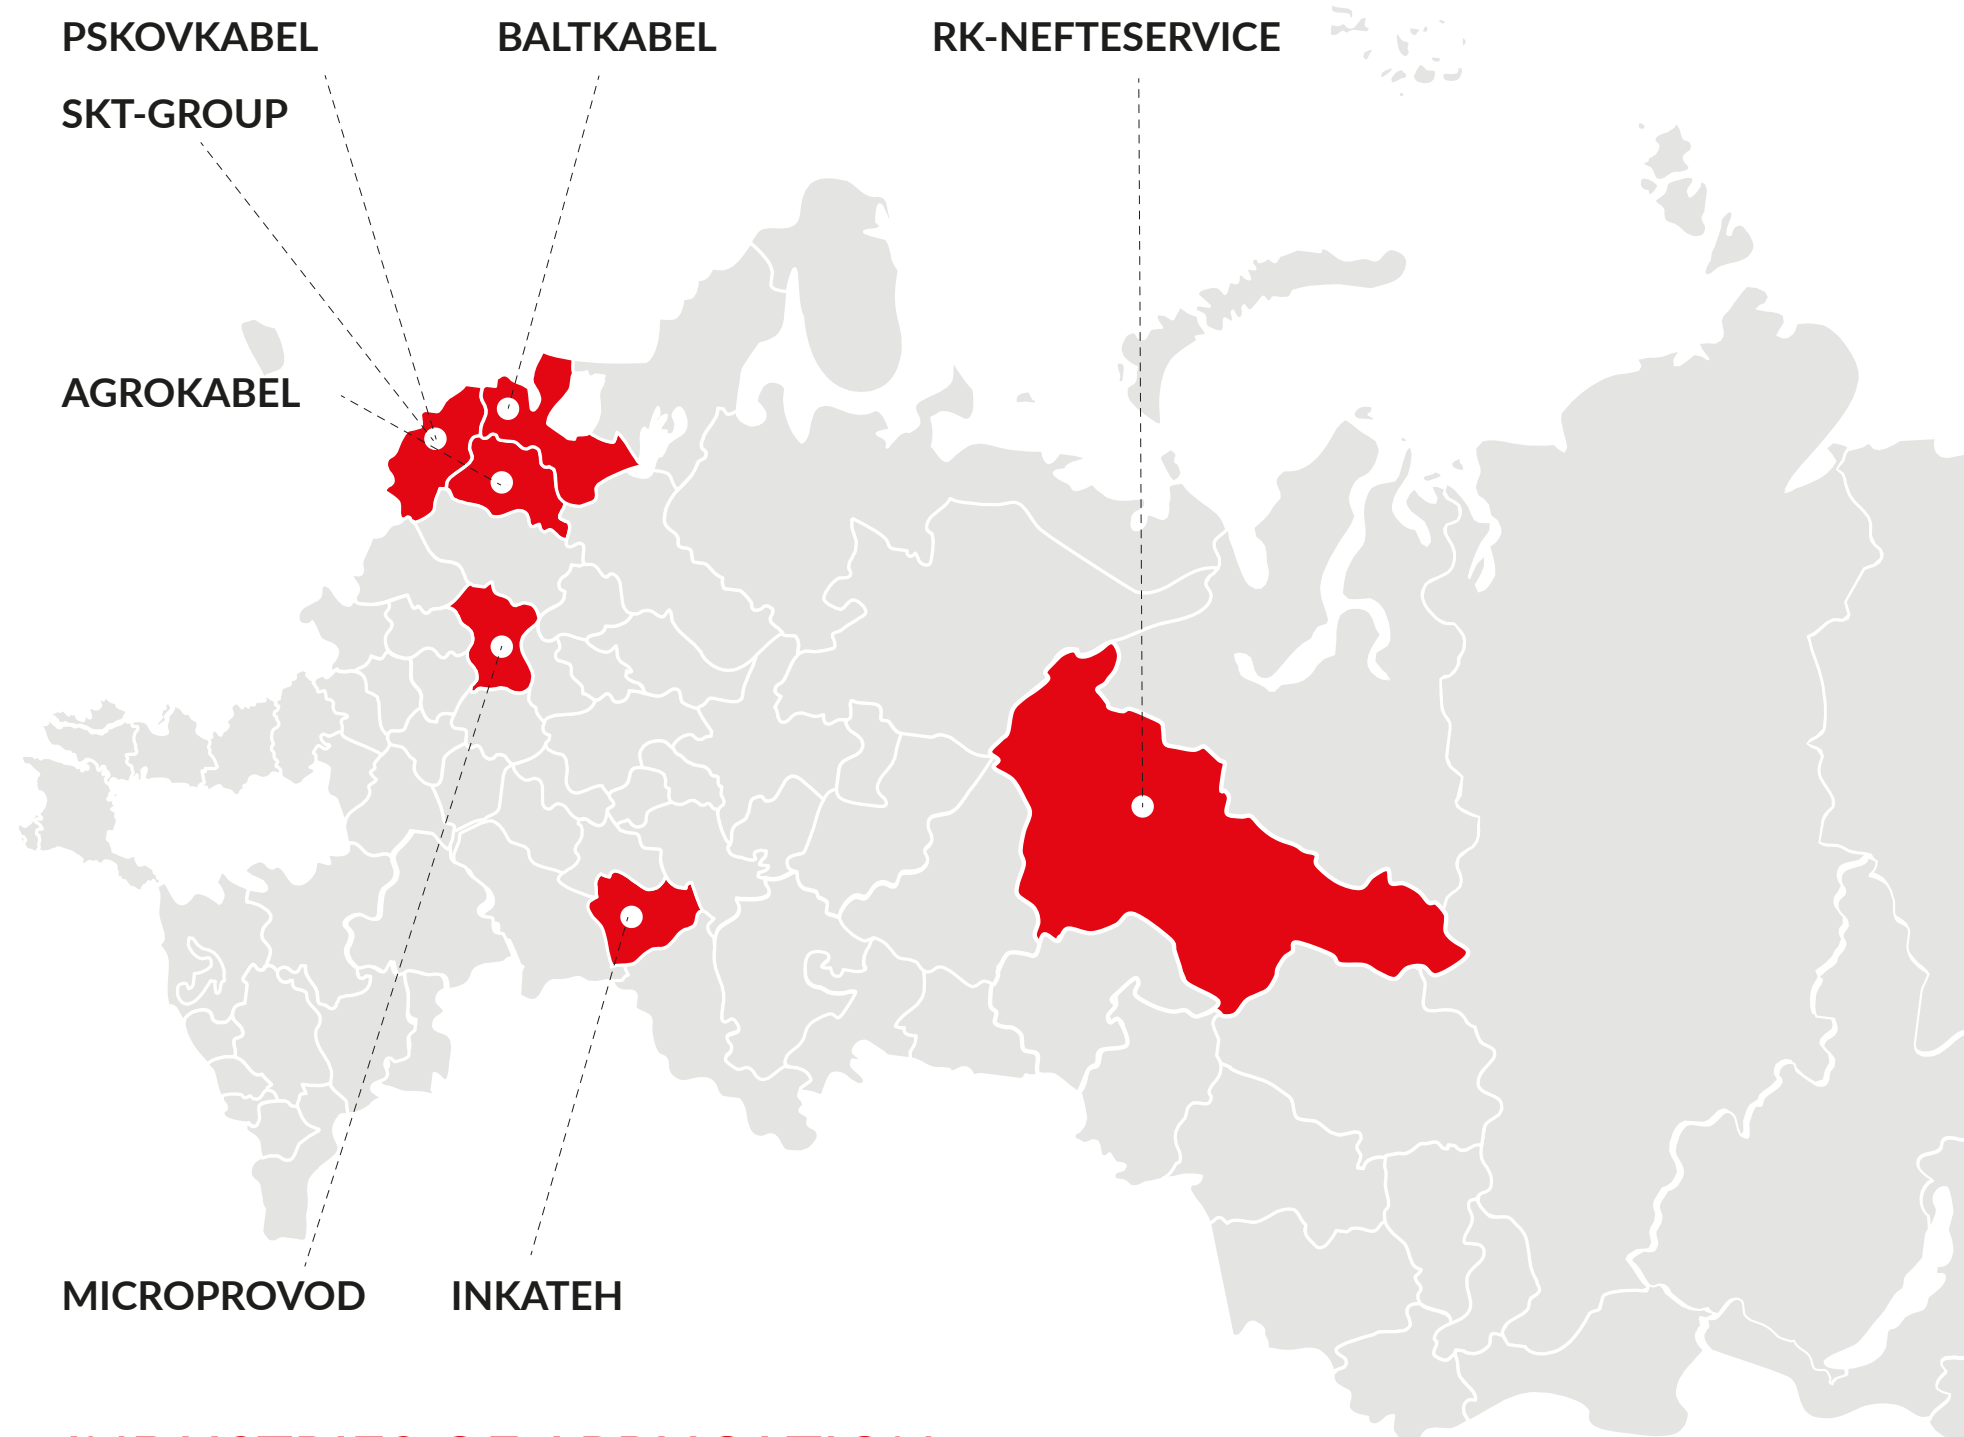 PSKOVKABEL
BALTKABEL
RK-NEFTESERVICE
SKT-GROUP
AGROKABEL
MICROPROVOD
INKATEH